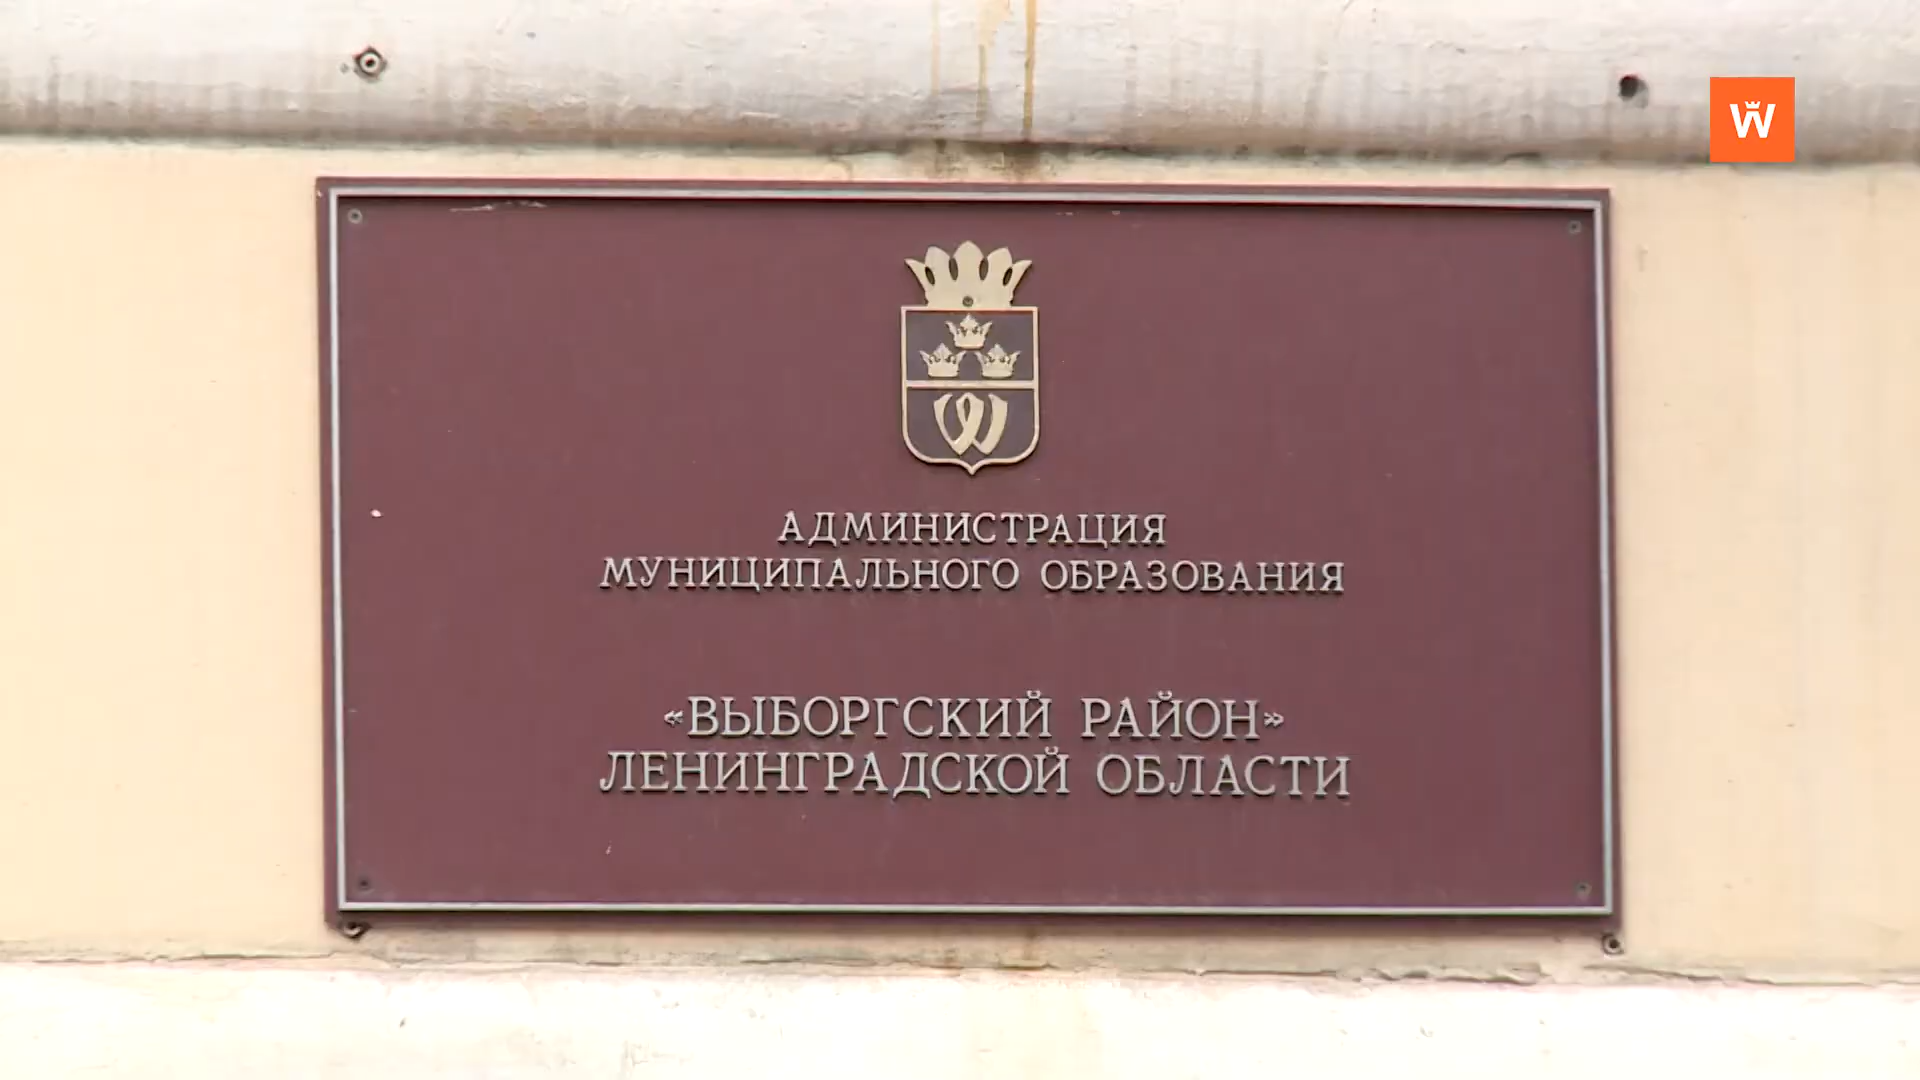 W
АДМИНИСТРАЦИЯ
МУНИЦИПАЛЬНОГО ОБРАЗОВАНИЯ
«ВЫБОРГСКИЙ РАЙОН»
ЛЕНИНГРАДСКОЙ ОБЛАСТИ